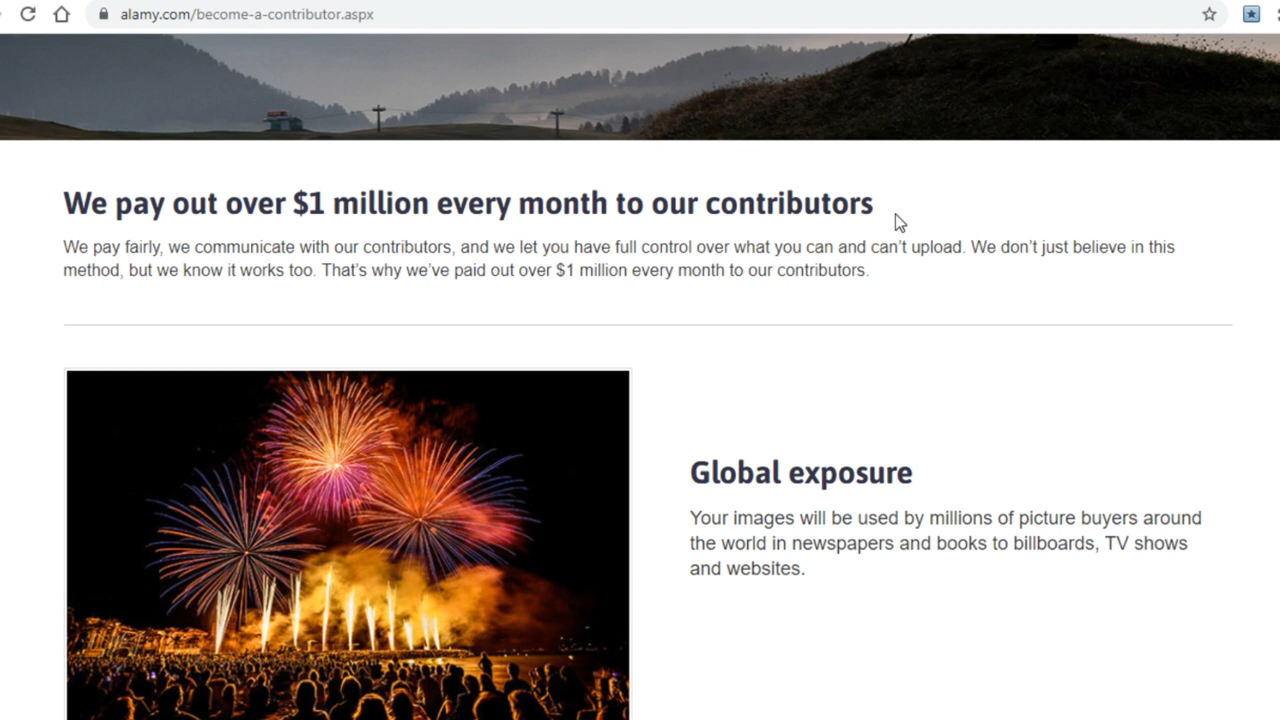 alamy.com/become-a-contributor.aspx
We pay out over $1 million every month to our contributors
We pay fairly, we communicate with our contributors, and we let you have full control over what you can and can’t upload. We don’t just believe in this
method, but we know it works too. That’s why we’ve paid out over $1 million every month to our contributors.
Global exposure
Your images will be used by millions of picture buyers around
the world in newspapers and books to billboards, TV shows
and websites.